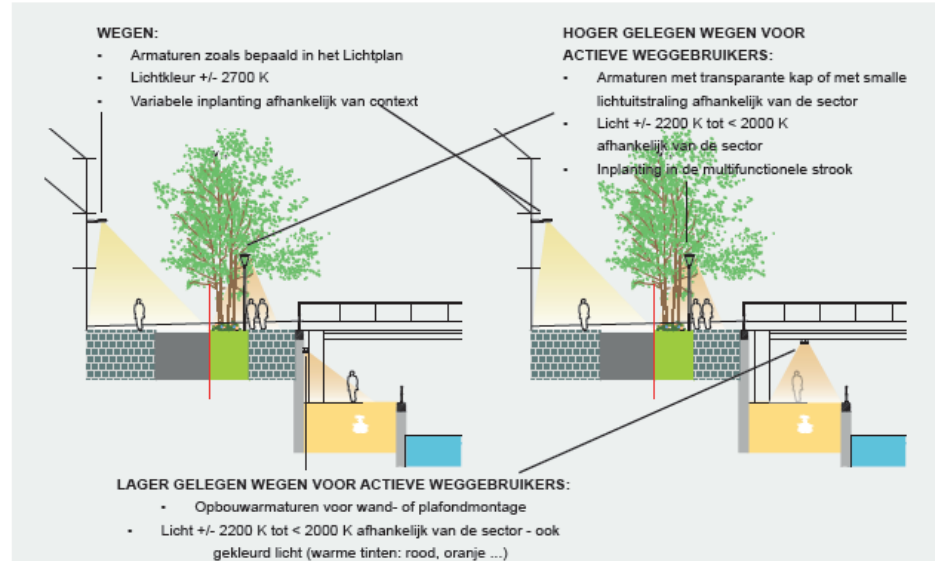 WEGEN:
- Armaturen zoals bepaald in het Lichtplan
- Lichtkleur +/- 2700 K
- Variabele inplanting afhankelijk van context
HOGER GELEGEN WEGEN VOOR
ACTIEVE WEGGEBRUIKERS:
- Armaturen met transparante kap of met smalle
lichtuitstraling afhankelijk van de sector
- Licht +/- 2200 K tot < 2000 K
afhankelijk van de sector
- Inplanting in de multifunctionele strook
LAGER GELEGEN WEGEN VOOR ACTIEVE WEGGEBRUIKERS:
- Opbouwarmaturen voor wand- of plafondmontage
- Licht +/- 2200 K tot < 2000 K afhankelijk van de sector - ook
gekleurd licht (warme tinten: rood, oranje ...)